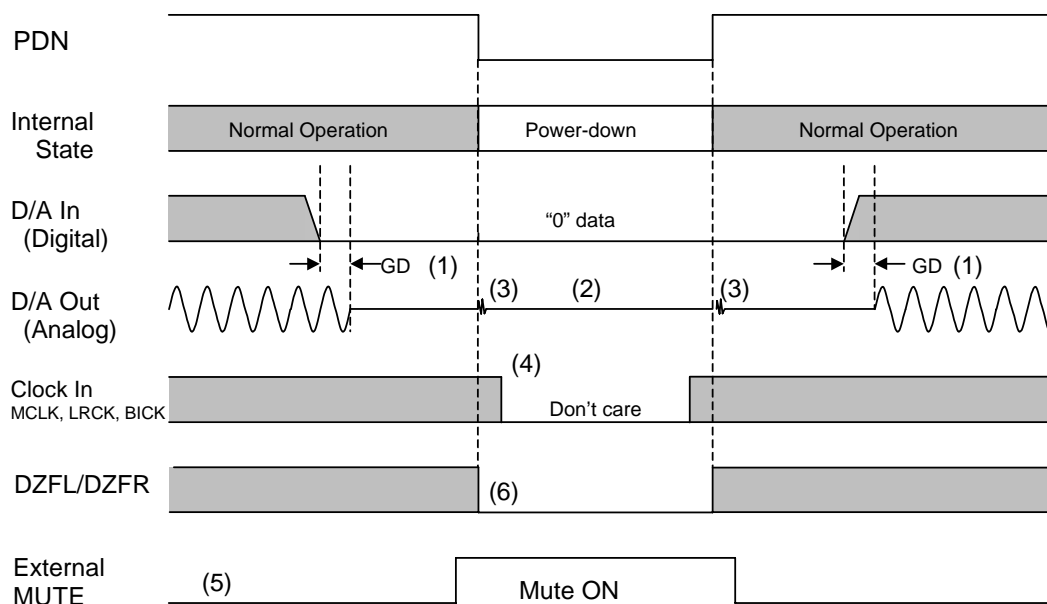 PDN
Internal
State
Normal Operation
Power-down
Normal Operation
D/A In
(Digital)
“0” data
GD (1)
GD (1)
D/A Out
(Analog)
(3)
(2)
(3)
Clock In
MCLK, LRCK, BICK
(4)
Don’t care
DZFL/DZFR
(6)
External
MUTE
(5)
Mute ON